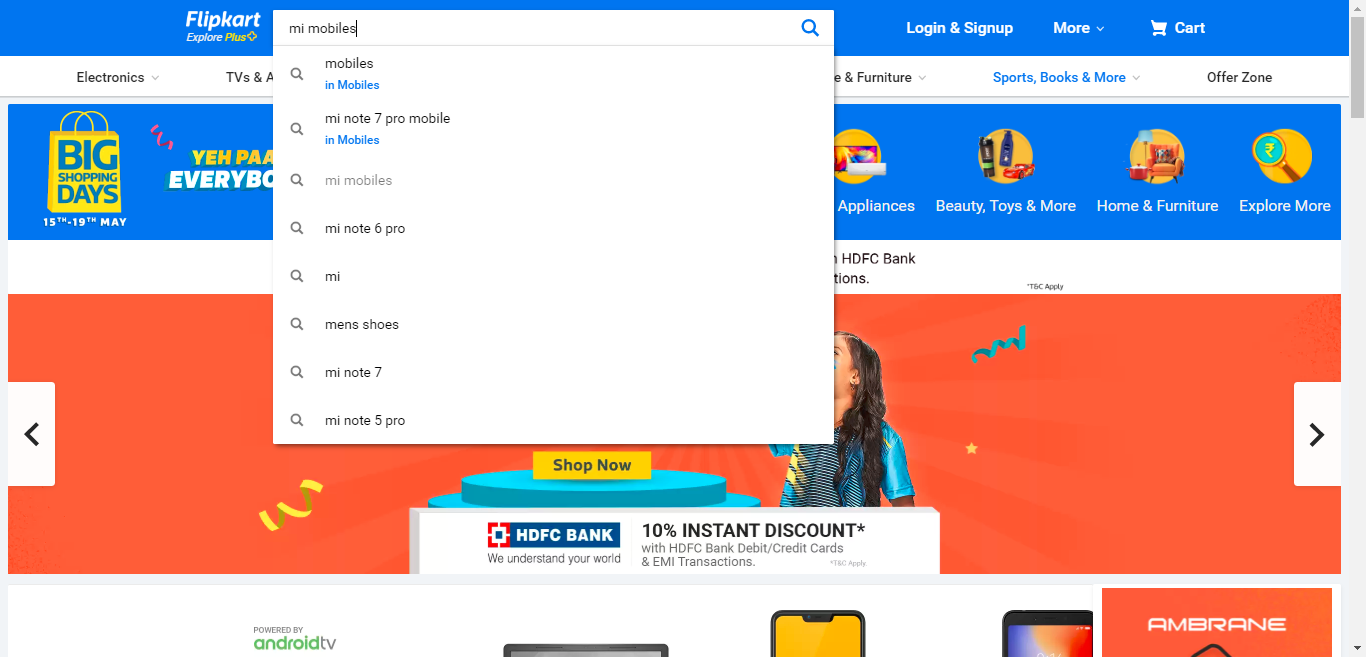 Flipkart
Explore Plus
mi mobiles
Login & Signup
More
Cart
Electronics
TVs & A
e & Furniture
Sports, Books & More
Offer Zone
mobiles
in Mobiles
mi note 7 pro mobile
in Mobiles
mi mobiles
mi note 6 pro
mi
mens shoes
mi note 7
mi note 5 pro
BIG
SHOPPING
DAYS
15TH-19TH MAY
YEH PAA
EVERYBO
Appliances
Beauty, Toys & More
Home & Furniture
Explore More
₹
HDFC Bank
tions.
*T&C Apply
Shop Now
HDFC BANK
We understand your world
10% INSTANT DISCOUNT*
with HDFC Bank Debit/Credit Cards
& EMI Transactions.
*T&C Apply
POWERED BY
androidtv
AMBRANE